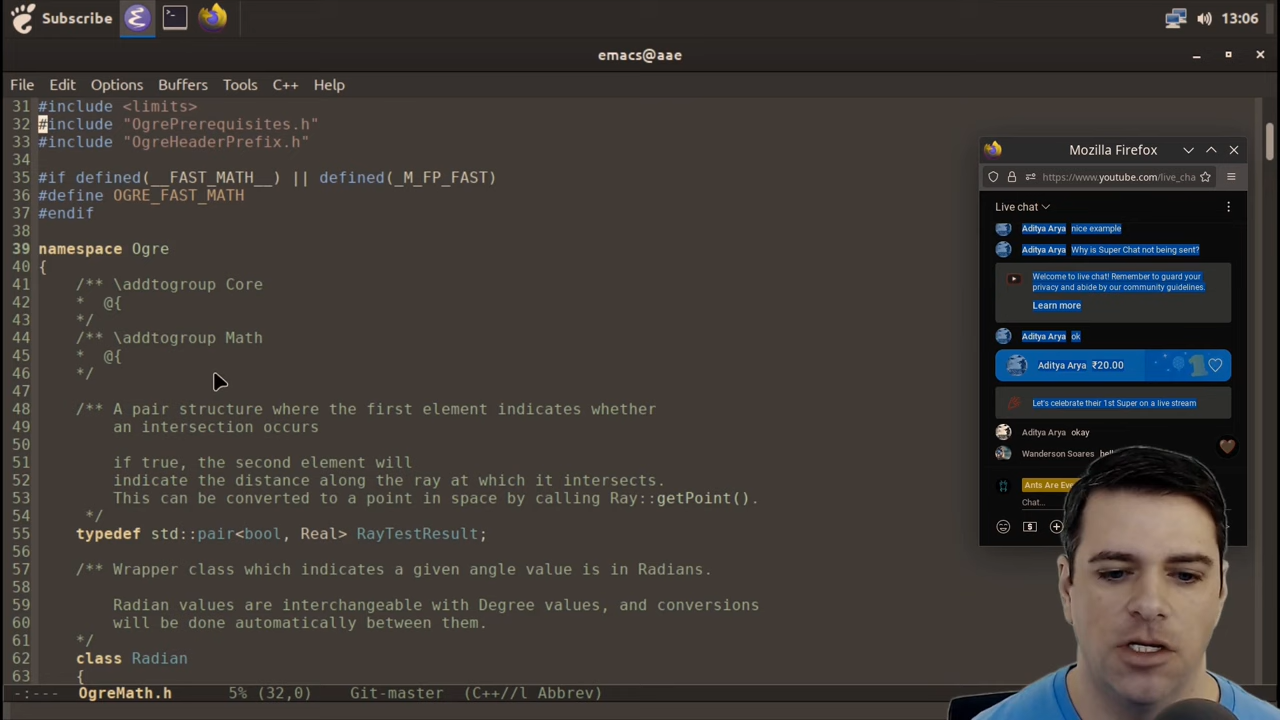 Subscribe
13:06
emacs@aae
File Edit Options Buffers Tools C++ Help
31 #include <limits>
32 #include "OgrePrerequisites.h"
33 #include "OgreHeaderPrefix.h"
34
35 #if defined(__FAST_MATH__) || defined(_M_FP_FAST)
36 #define OGRE_FAST_MATH
37 #endif
38
39 namespace Ogre
40 {
41 /** \addtogroup Core
42 * @{
43 */
44 /** \addtogroup Math
45 * @{
46 */
47
48 /** A pair structure where the first element indicates whether
49 an intersection occurs
50
51 if true, the second element will
52 indicate the distance along the ray at which it intersects.
53 This can be converted to a point in space by calling Ray::getPoint().
54 */
55 typedef std::pair<bool, Real> RayTestResult;
56
57 /** Wrapper class which indicates a given angle value is in Radians.
58
59 Radian values are interchangeable with Degree values, and conversions
60 will be done automatically between them.
61 */
62 class Radian
63 {
-:--- OgreMath.h 5% (32,0) Git-master (C++//l Abbrev)
Mozilla Firefox
https://www.youtube.com/live_cha
Live chat
Aditya Arya nice example
Aditya Arya Why is Super Chat not being sent?
Welcome to live chat! Remember to guard your
privacy and abide by our community guidelines.
Learn more
Aditya Arya ok
Aditya Arya ₹20.00
1
Let's celebrate their 1st Super on a live stream
Aditya Arya okay
Wanderson Soares
Ants Are
Chat...